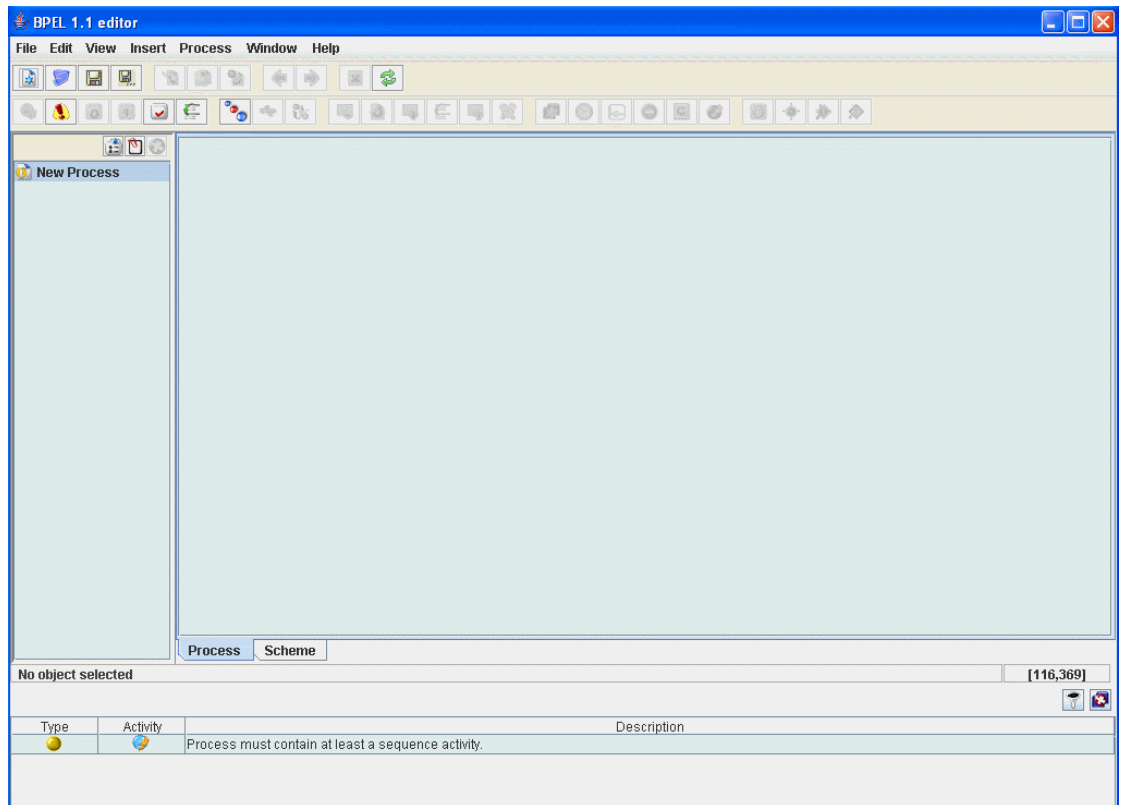 BPEL 1.1 editor
File Edit View Insert Process Window Help
New Process
Process Scheme
No object selected [116,369]
Type Activity Description
Process must contain at least a sequence activity.